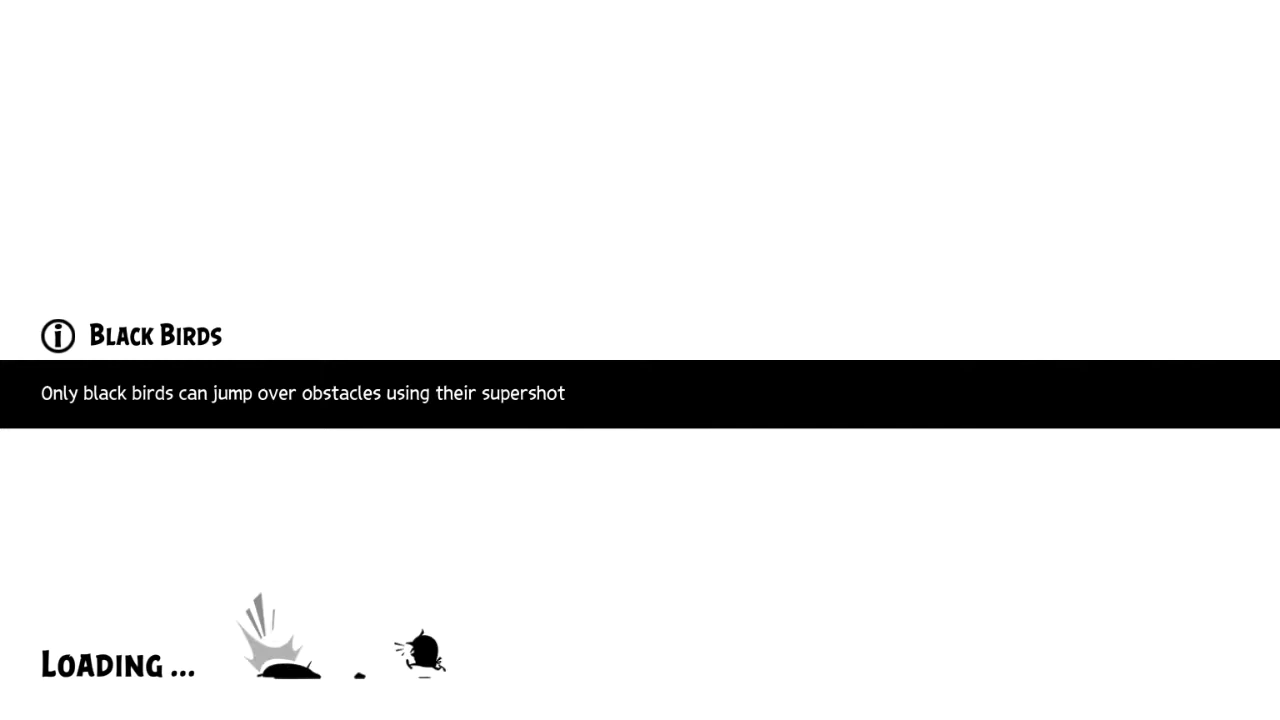 Black Birds
Only black birds can jump over obstacles using their supershot
Loading ...